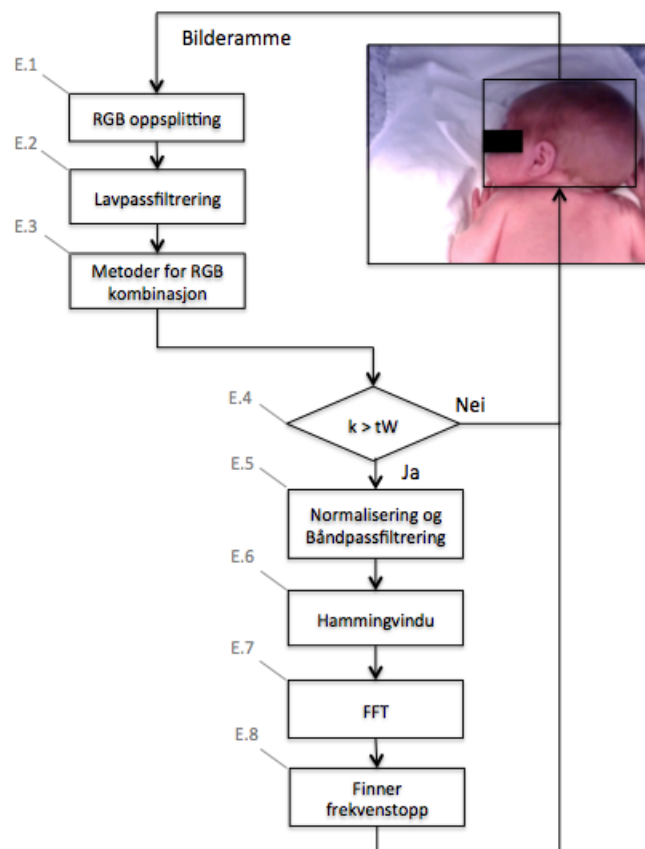 Bilderamme
E.1
RGB oppsplitting
E.2
Lavpassfiltrering
E.3
Metoder for RGB
kombinasjon
E.4
k > tW
Nei
Ja
E.5
Normalisering og
Båndpassfiltrering
E.6
Hammingvindu
E.7
FFT
E.8
Finner
frekvenstopp